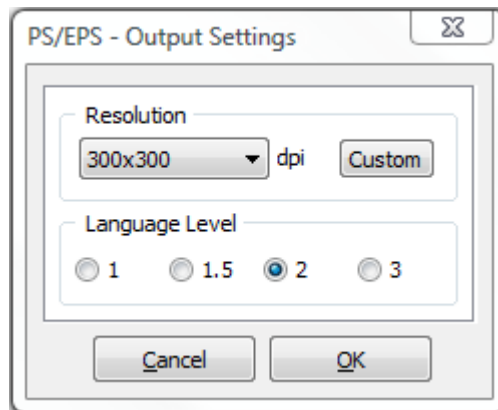 PS/EPS - Output Settings
Resolution
300x300 dpi Custom
Language Level
1 1.5 2 3
Cancel OK